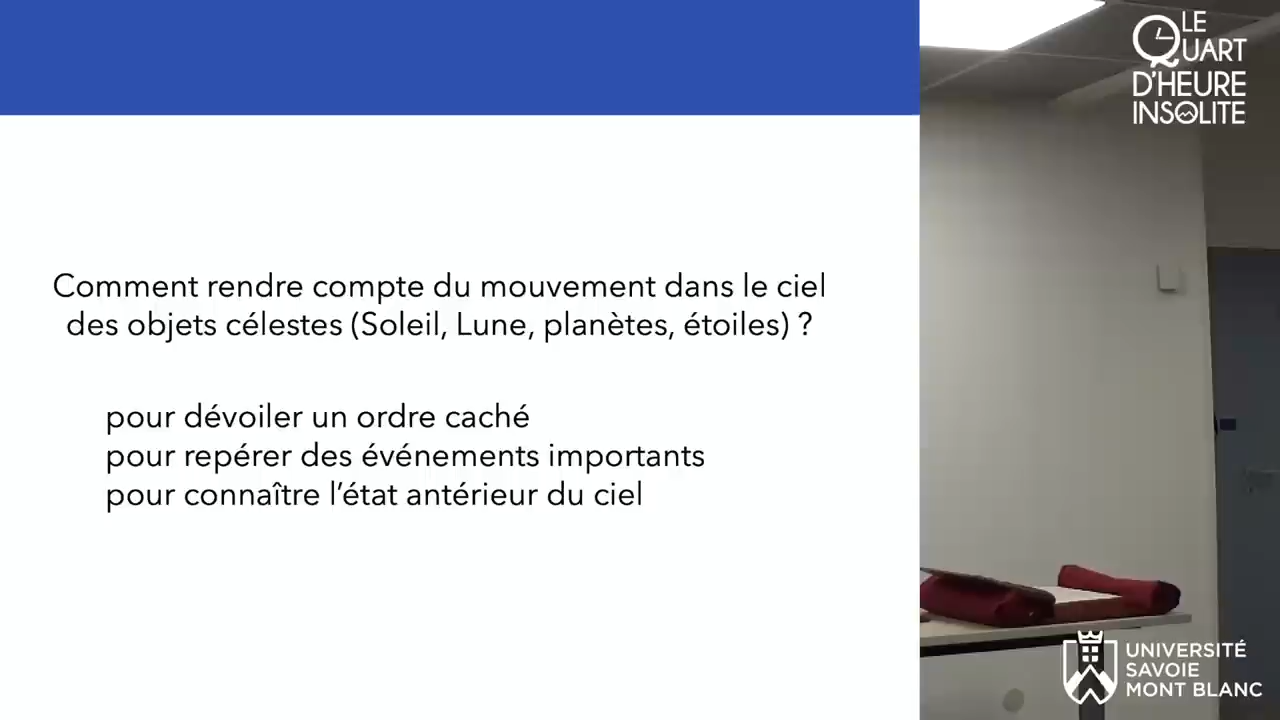 Comment rendre compte du mouvement dans le ciel
des objets célestes (Soleil, Lune, planètes, étoiles) ?
pour dévoiler un ordre caché
pour repérer des événements importants
pour connaître l'état antérieur du ciel
LE
QUART
D'HEURE
INSOLITE
UNIVERSITÉ
SAVOIE
MONT BLANC